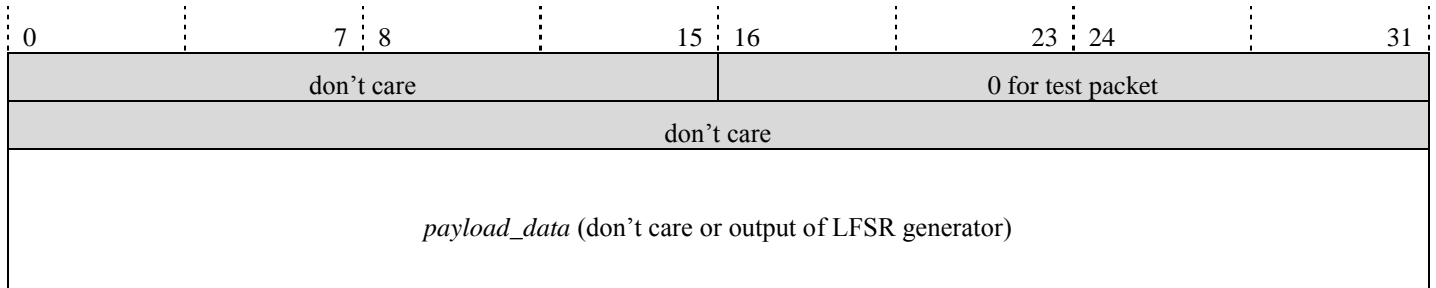 0 7 8 15 16 23 24 31
don’t care 0 for test packet
don’t care
payload_data (don’t care or output of LFSR generator)